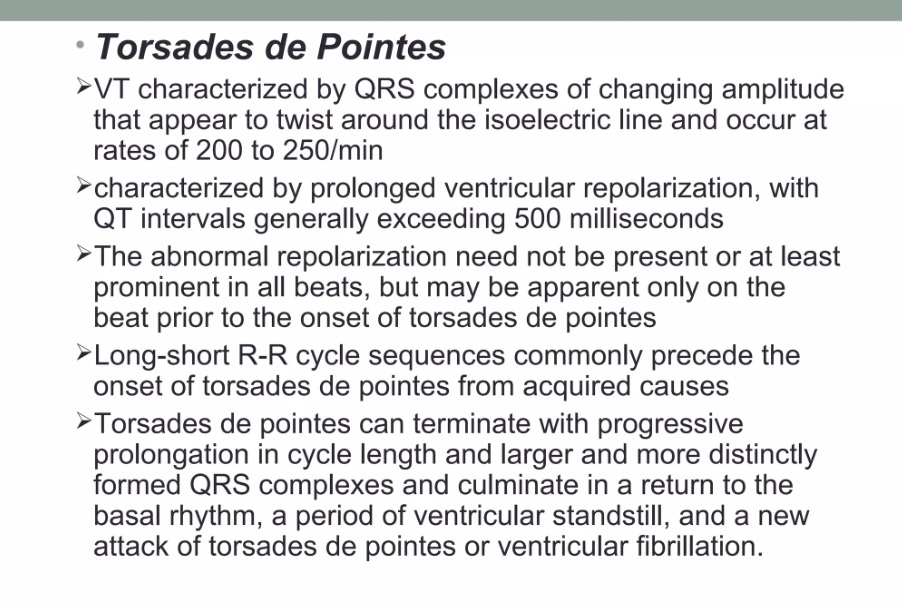 • Torsades de Pointes
➢VT characterized by QRS complexes of changing amplitude
that appear to twist around the isoelectric line and occur at
rates of 200 to 250/min
➢characterized by prolonged ventricular repolarization, with
QT intervals generally exceeding 500 milliseconds
➢The abnormal repolarization need not be present or at least
prominent in all beats, but may be apparent only on the
beat prior to the onset of torsades de pointes
➢Long-short R-R cycle sequences commonly precede the
onset of torsades de pointes from acquired causes
➢Torsades de pointes can terminate with progressive
prolongation in cycle length and larger and more distinctly
formed QRS complexes and culminate in a return to the
basal rhythm, a period of ventricular standstill, and a new
attack of torsades de pointes or ventricular fibrillation.